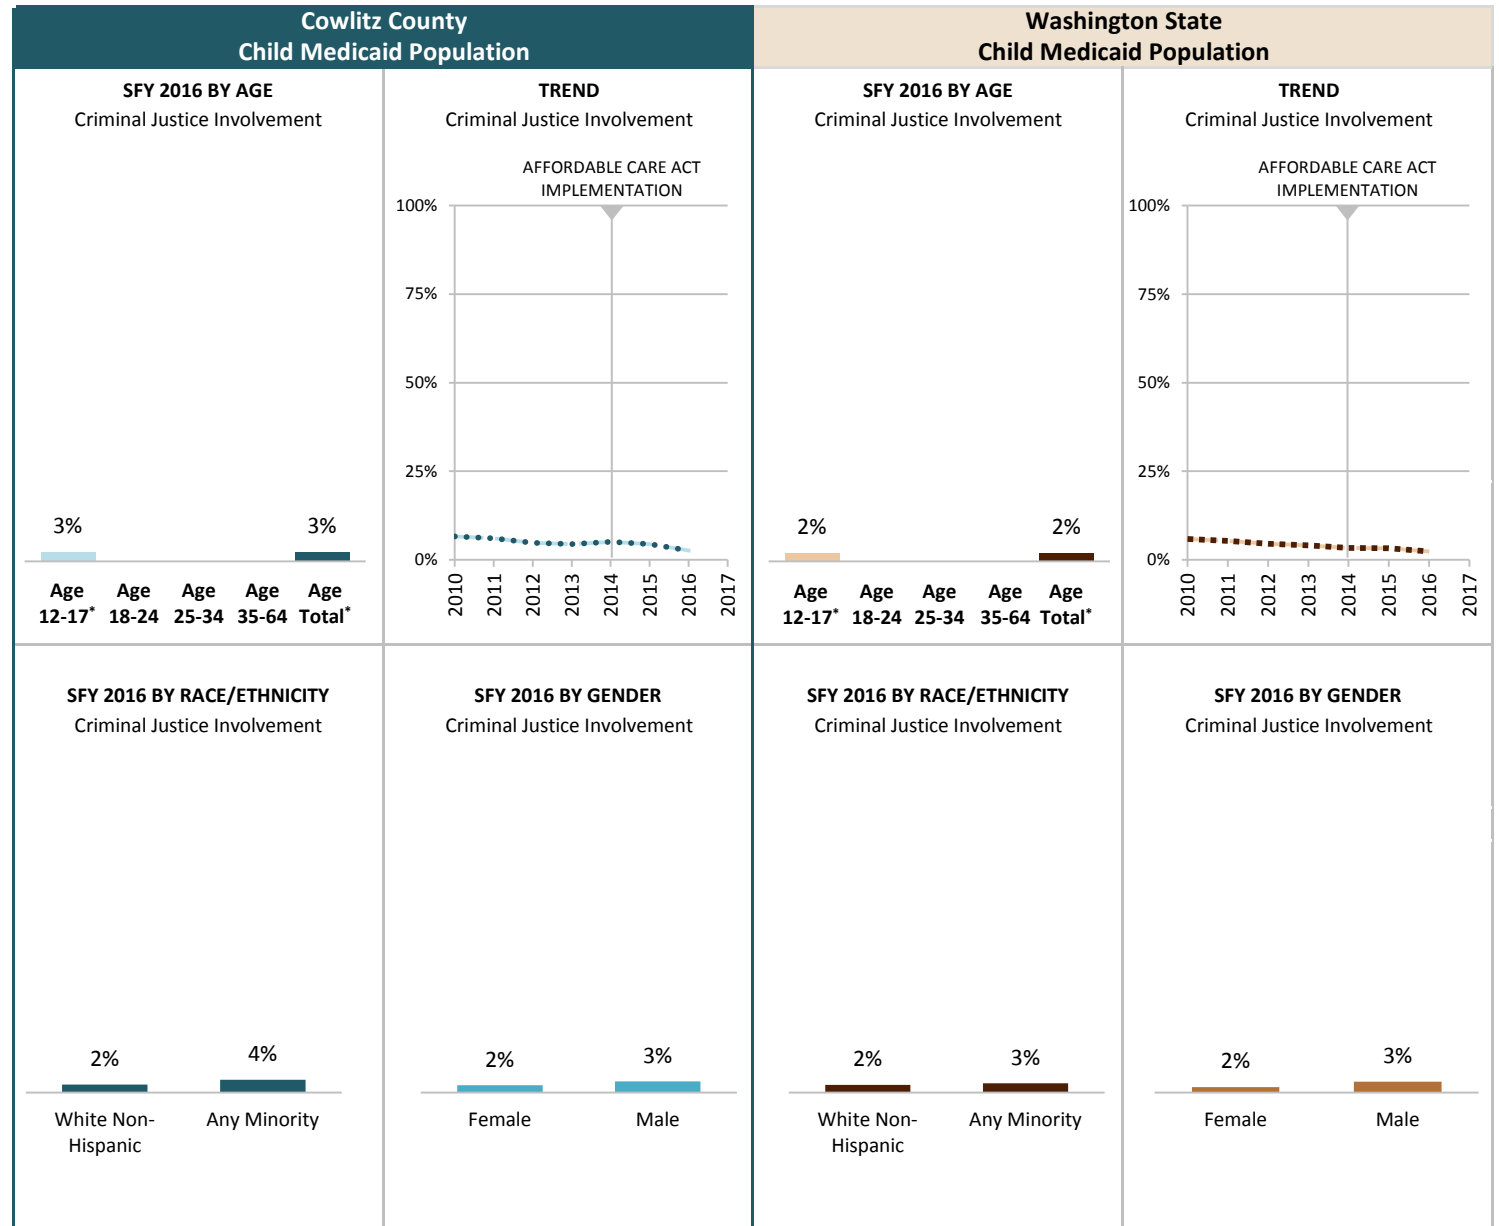 Cowlitz County
Child Medicaid Population
Washington State
Child Medicaid Population
SFY 2016 BY AGE
Criminal Justice Involvement
3%
3%
Age 12-17*
Age 18-24
Age 25-34
Age 35-64
Age Total*
TREND
Criminal Justice Involvement
AFFORDABLE CARE ACT
IMPLEMENTATION
100%
75%
50%
25%
0%
2010
2011
2012
2013
2014
2015
2016
2017
SFY 2016 BY AGE
Criminal Justice Involvement
2%
2%
Age 12-17*
Age 18-24
Age 25-34
Age 35-64
Age Total*
TREND
Criminal Justice Involvement
AFFORDABLE CARE ACT
IMPLEMENTATION
100%
75%
50%
25%
0%
2010
2011
2012
2013
2014
2015
2016
2017
SFY 2016 BY RACE/ETHNICITY
Criminal Justice Involvement
2%
4%
White Non-
Hispanic
Any Minority
SFY 2016 BY GENDER
Criminal Justice Involvement
2%
3%
Female
Male
SFY 2016 BY RACE/ETHNICITY
Criminal Justice Involvement
2%
3%
White Non-
Hispanic
Any Minority
SFY 2016 BY GENDER
Criminal Justice Involvement
2%
3%
Female
Male